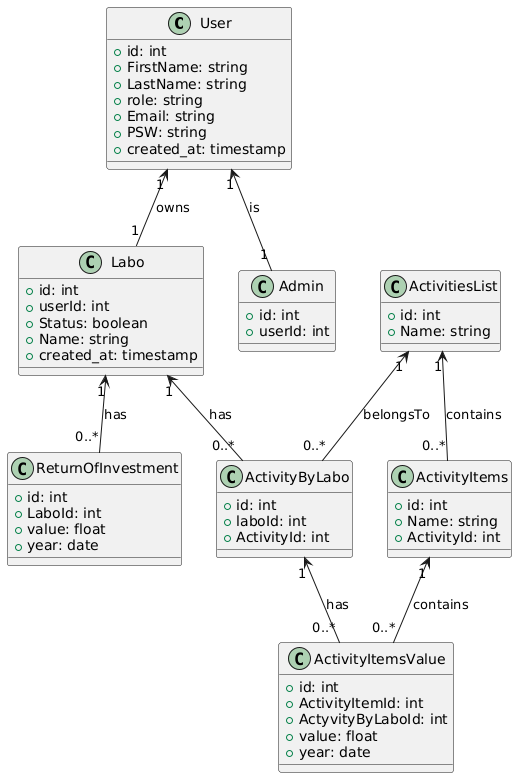 C User
id: int
FirstName: string
LastName: string
role: string
Email: string
PSW: string
created_at: timestamp
1 1
owns is
1 1
C Labo
id: int
userId: int
Status: boolean
Name: string
created_at: timestamp
C Admin
id: int
userId: int
C ActivitiesList
id: int
Name: string
1 1 1 1
has has belongsTo contains
0..* 0..* 0..* 0..*
C ReturnOfInvestment
id: int
LaboId: int
value: float
year: date
C ActivityByLabo
id: int
laboId: int
ActivityId: int
C ActivityItems
id: int
Name: string
ActivityId: int
1 1
has contains
0..* 0..*
C ActivityItemsValue
id: int
ActivityItemId: int
ActyvityByLaboId: int
value: float
year: date